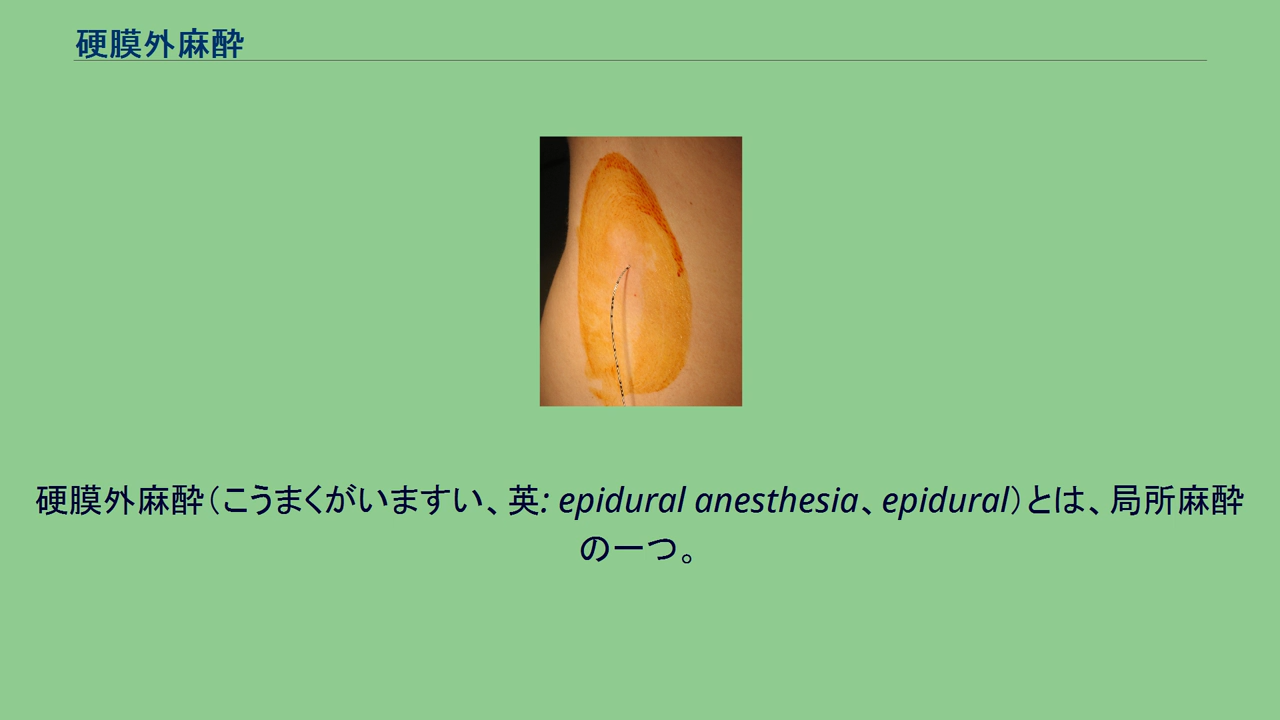 硬膜外麻酔
硬膜外麻酔（こうまくがいますい、英: epidural anesthesia、epidural）とは、局所麻酔
の一つ。